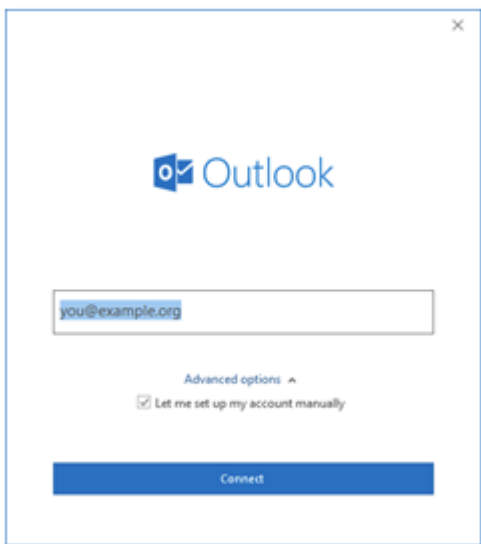 Outlook
you@example.org
Advanced options
Let me set up my account manually
Connect